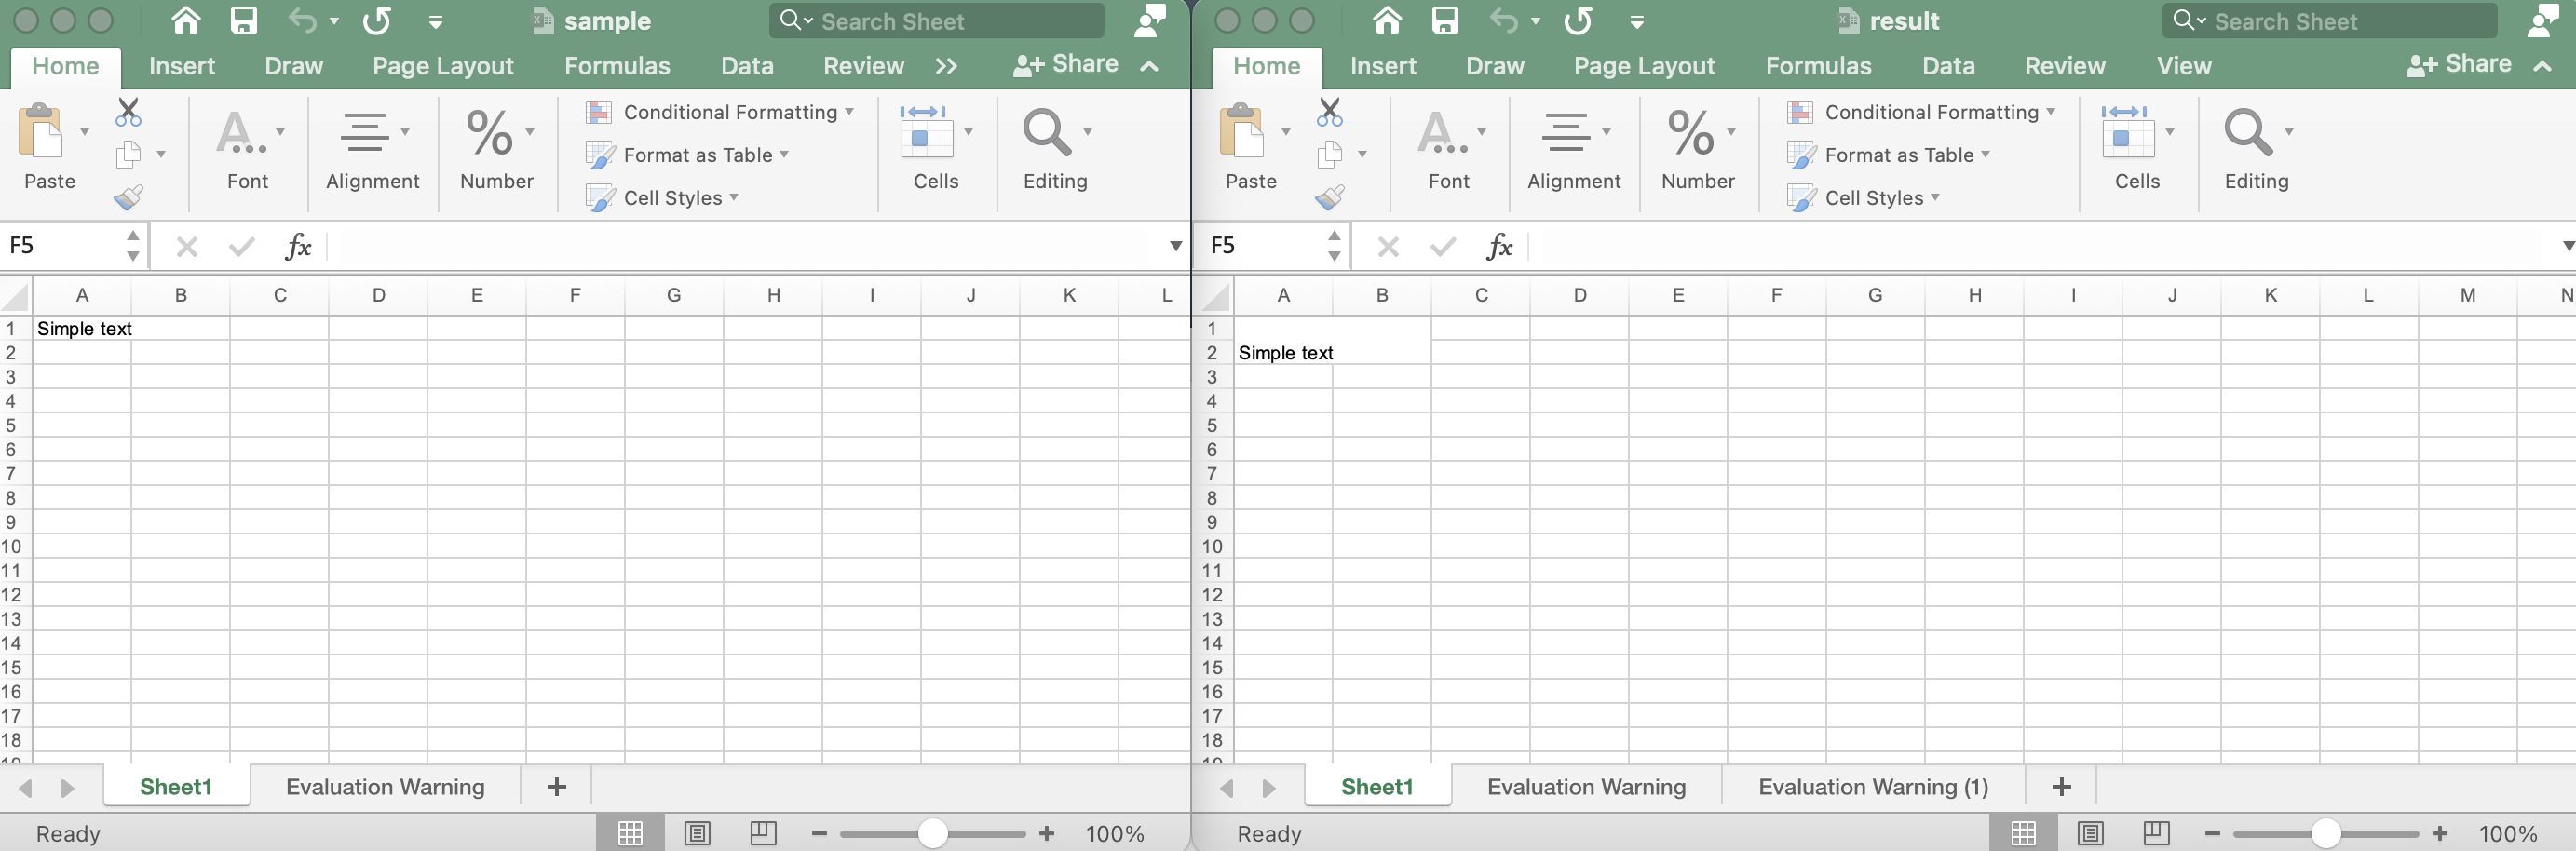 sample
Search Sheet
Home Insert Draw Page Layout Formulas Data Review >> Share
Paste
Font
Alignment
%
Number
Conditional Formatting
Format as Table
Cell Styles
Cells
Editing
F5
fx
A B C D E F G H I J K L
1 Simple text
2
3
4
5
6
7
8
9
10
11
12
13
14
15
16
17
18
19
Sheet1 Evaluation Warning +
Ready
100%
result
Search Sheet
Home Insert Draw Page Layout Formulas Data Review View Share
Paste
Font
Alignment
%
Number
Conditional Formatting
Format as Table
Cell Styles
Cells
Editing
F5
fx
A B C D E F G H I J K L M N
1
2 Simple text
3
4
5
6
7
8
9
10
11
12
13
14
15
16
17
18
19
Sheet1 Evaluation Warning Evaluation Warning (1) +
Ready
100%